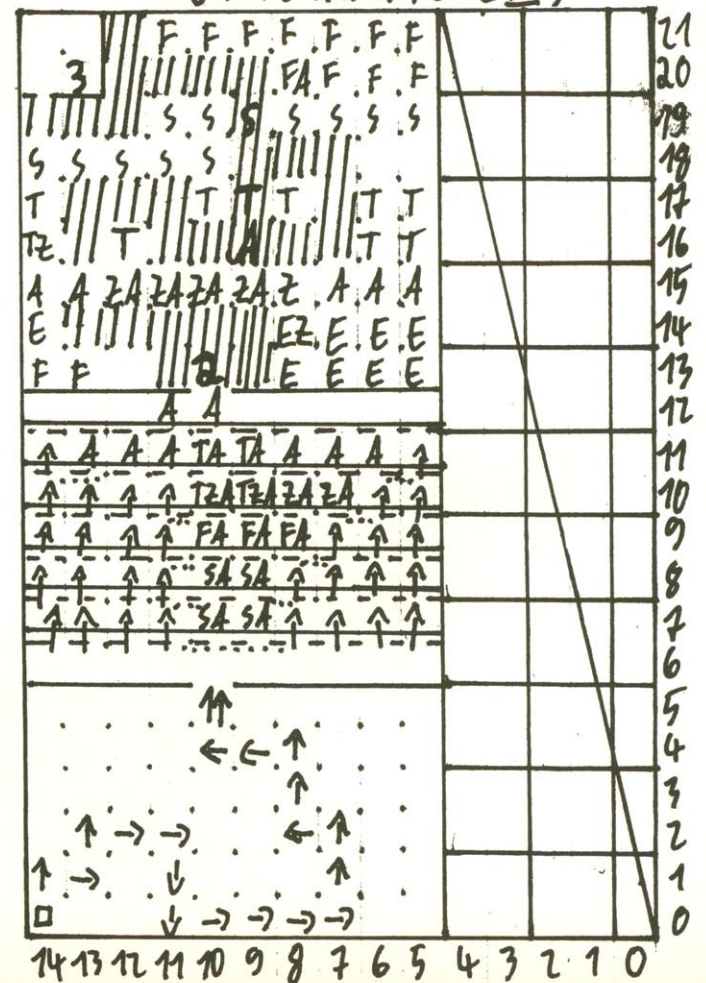 F F F F F F F 21
3 FA F F F 20
T S S S S S S S 19
S S S S S 18
T T T T T T 17
TZ T A T T 16
A A ZA ZA ZA ZA Z A A A 15
E EZ E E E 14
F F 2 E E E E 13
A A 12
↑ A A A TA TA A A A ↑ 11
↑ ↑ ↑ ↑ TZA TZA ZA ZA ↑ ↑ 10
↑ ↑ ↑ ↑ FA FA FA ↑ ↑ ↑ 9
↑ ↑ ↑ ↑ SA SA ↑ ↑ ↑ ↑ 8
↑ ↑ ↑ ↑ SA SA ↑ ↑ ↑ ↑ 7
6
↑↑ 5
← ← ↑ 4
↑ 3
↑ → → ← ↑ 2
↑ → ↓ ↑ 1
□ ↓ → → → → 0
14 13 12 11 10 9 8 7 6 5 4 3 2 1 0